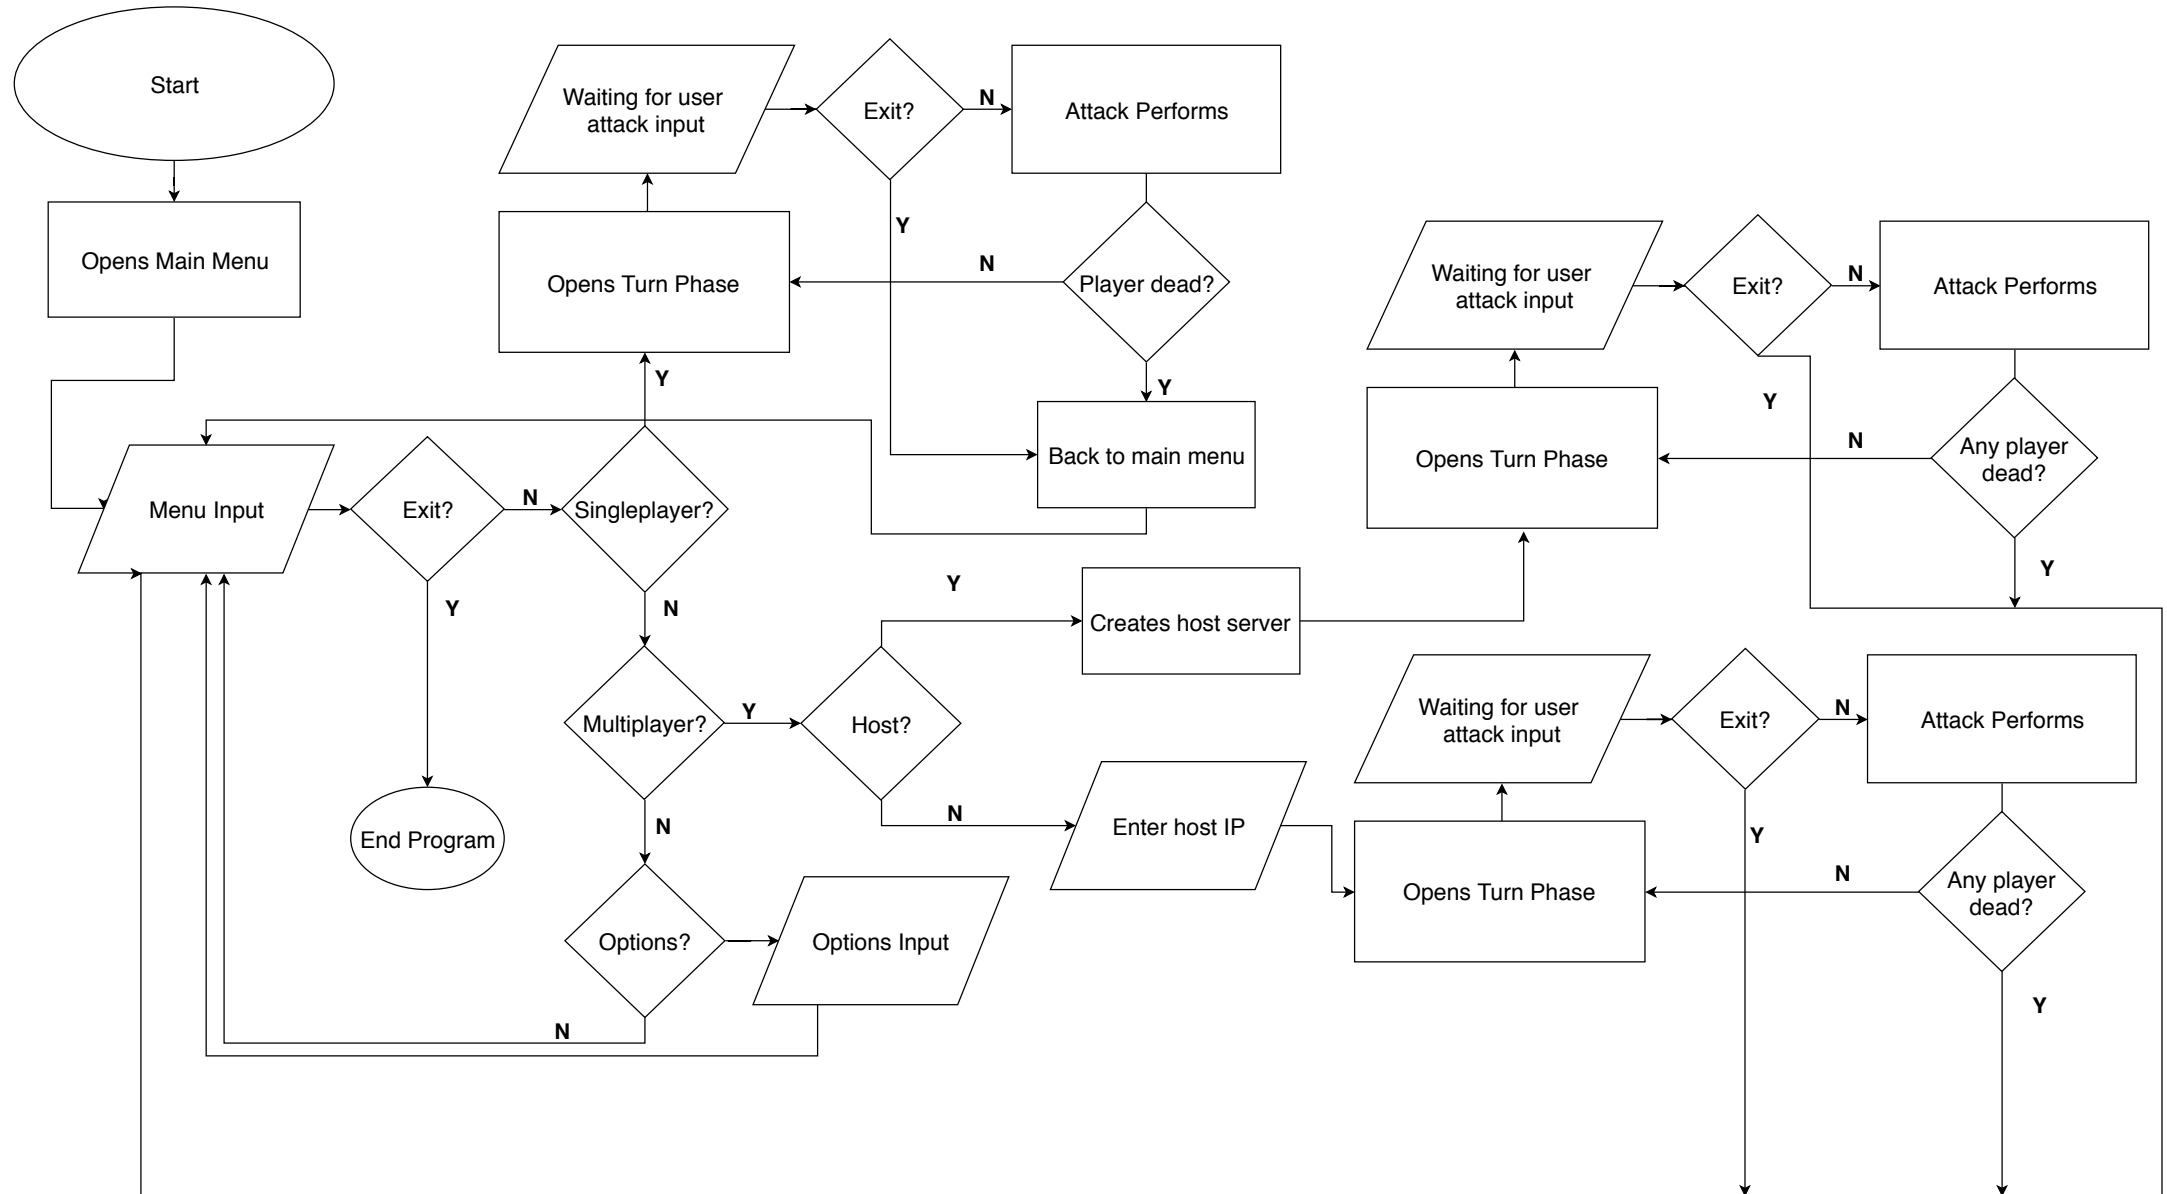 Start
Opens Main Menu
Menu Input
Exit?
N
Y
End Program
Singleplayer?
Y
N
Opens Turn Phase
Waiting for user
attack input
Exit?
N
Y
Attack Performs
Player dead?
N
Y
Back to main menu
Multiplayer?
Y
N
Host?
Y
N
Creates host server
Enter host IP
Options?
N
Options Input
Waiting for user
attack input
Exit?
N
Y
Attack Performs
Opens Turn Phase
N
Any player
dead?
Y
Waiting for user
attack input
Exit?
N
Y
Attack Performs
Opens Turn Phase
N
Any player
dead?
Y